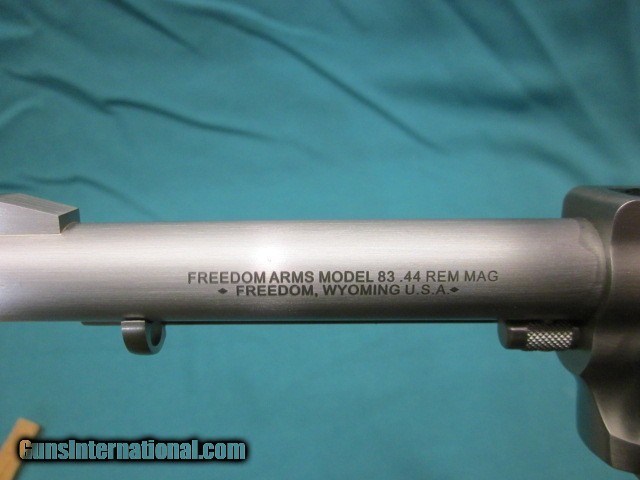 FREEDOM ARMS MODEL 83 .44 REM MAG
◆ FREEDOM, WYOMING U.S.A. ◆
GunsInternational.com